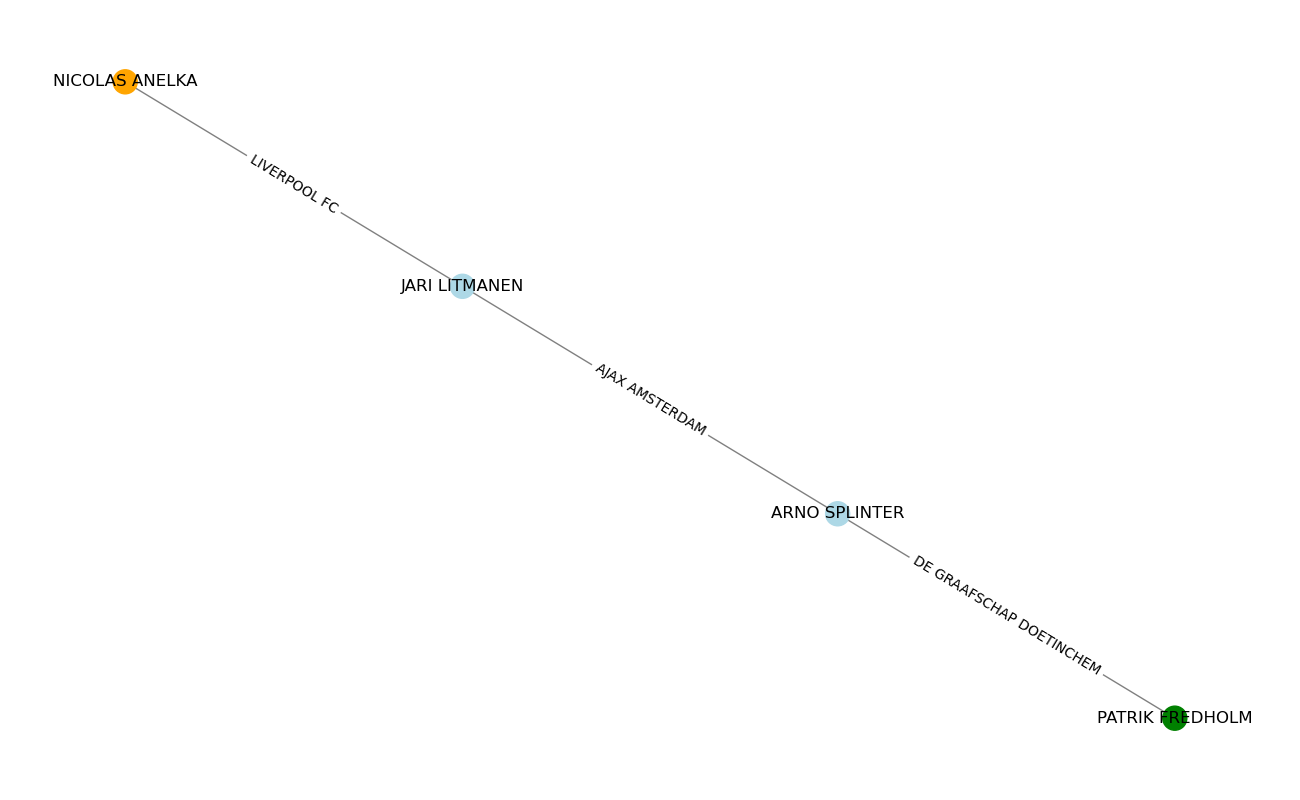 NICOLAS ANELKA
LIVERPOOL FC
JARI LITMANEN
AJAX AMSTERDAM
ARNO SPLINTER
DE GRAAFSCHAP DOETINCHEM
PATRIK FREDHOLM